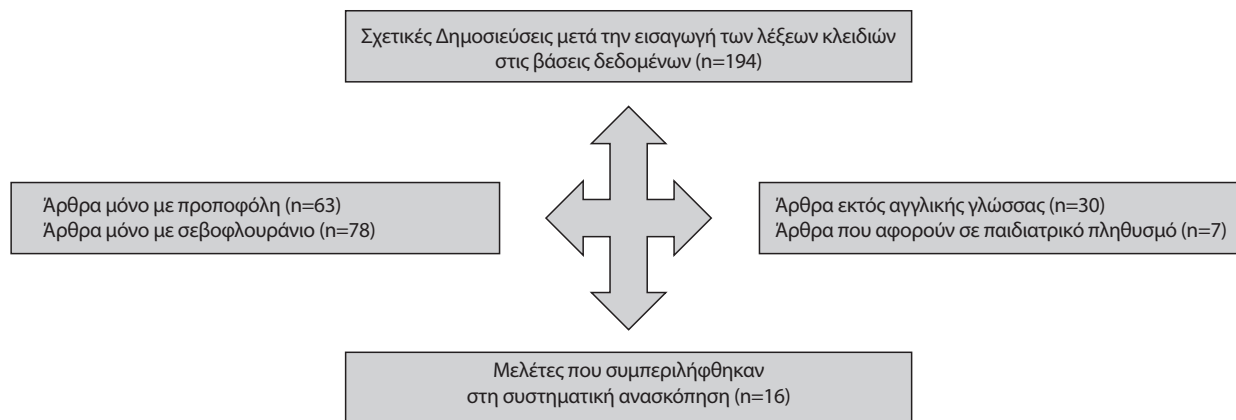 Σχετικές Δημοσιεύσεις μετά την εισαγωγή των λέξεων κλειδιών
στις βάσεις δεδομένων (n=194)
Άρθρα μόνο με προποφόλη (n=63)
Άρθρα μόνο με σεβοφλουράνιο (n=78)
Άρθρα εκτός αγγλικής γλώσσας (n=30)
Άρθρα που αφορούν σε παιδιατρικό πληθυσμό (n=7)
Μελέτες που συμπεριλήφθηκαν
στη συστηματική ανασκόπηση (n=16)